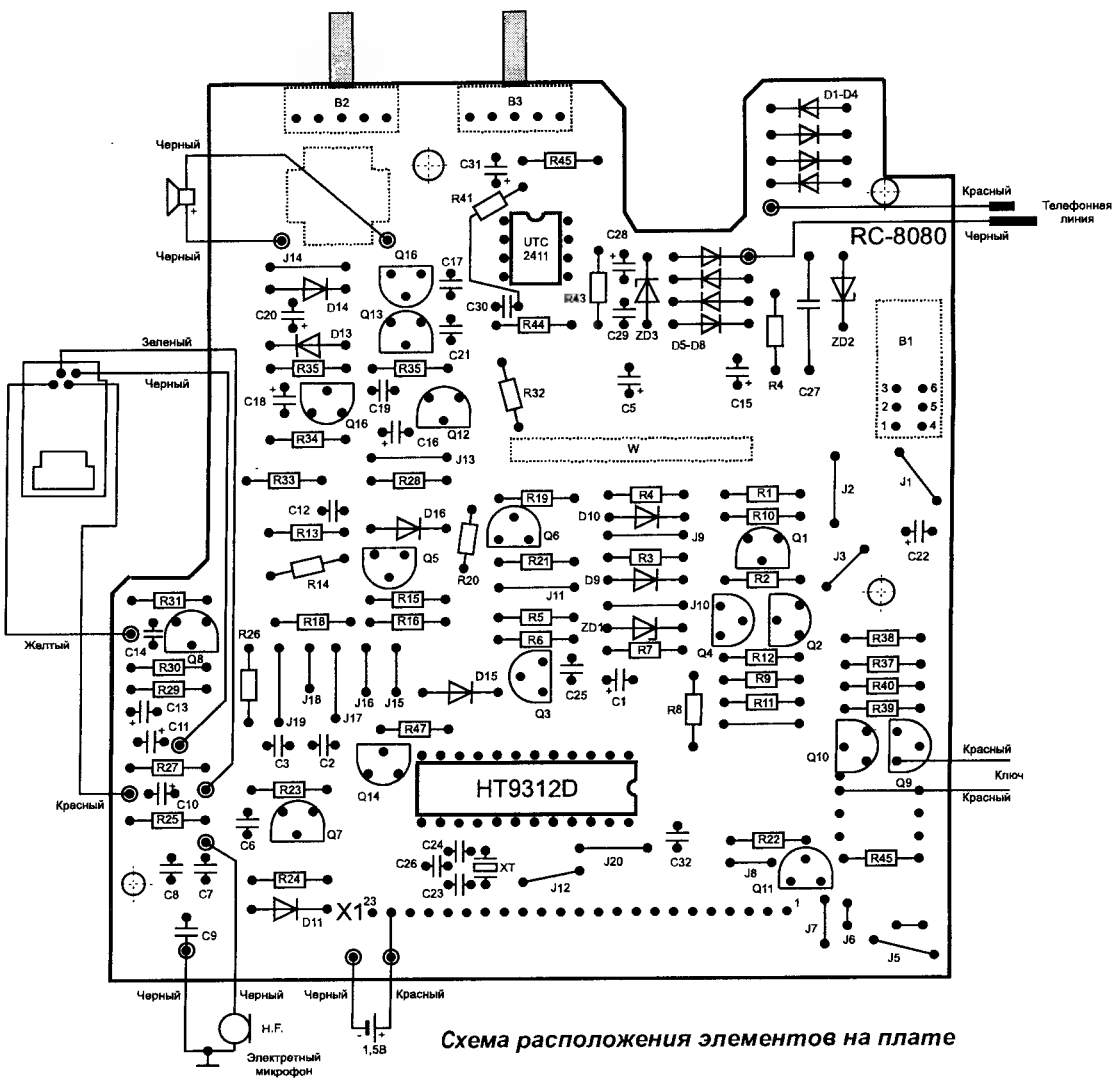 B2
B3
D1-D4
Черный
C31
R45
R41
Красный
Телефонная
линия
Черный
RC-8080
UTC
2411
Черный
J14
Q16
C17
C28
R43
D14
C30
C20
Q13
R44
C29
ZD3
D5-D8
R4
C27
ZD2
B1
C21
D13
Зеленый
Черный
R35
R35
C18
C19
R32
C5
C15
3
6
2
5
1
4
Q16
C16
Q12
R34
J13
W
R33
R28
R19
R4
R1
J2
J1
C12
D16
D10
R10
R13
Q6
J9
Q1
C22
R14
Q5
R20
R21
R3
J3
D9
R2
J11
R31
R15
J10
R18
R16
R5
ZD1
R6
R7
Q4
Q2
R38
Желтый
C14
Q8
R26
R30
R12
R37
R29
D15
C25
C1
R9
R40
C13
J18
J16
J15
Q3
R8
R11
R39
C11
J19
J17
R47
C3
C2
Q10
Q9
Красный
Ключ
Красный
R27
Q14
HT9312D
Красный
C10
R23
R25
C6
Q7
C32
R22
C24
C26
XT
J20
J8
R45
C8
C7
R24
C23
J12
Q11
D11
X1
23
1
C9
J7
J6
J5
Черный
Черный
Черный
Красный
H.F.
-
+
1,5В
Электретный
микрофон
Схема расположения элементов на плате